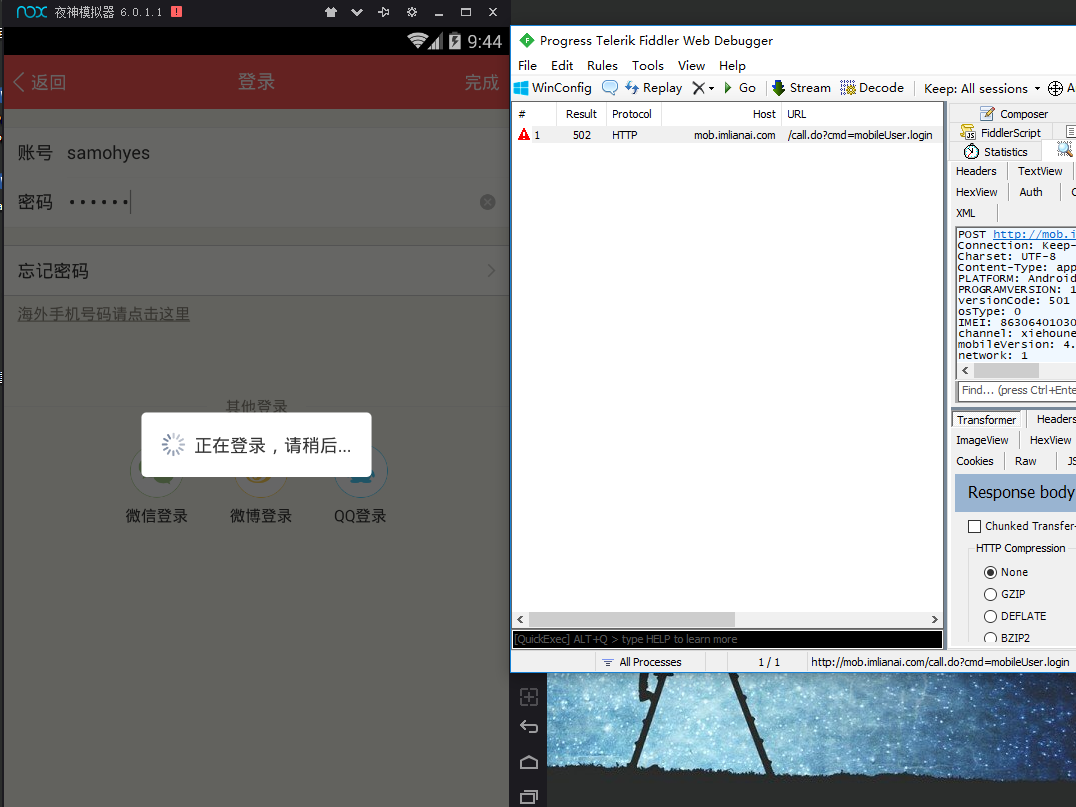 nox 夜神模拟器 6.0.1.1
9:44
返回 登录 完成
账号 samohyes
密码 ······
忘记密码
海外手机号码请点击这里
其他登录
正在登录，请稍后...
微信登录 微博登录 QQ登录
Progress Telerik Fiddler Web Debugger
File Edit Rules Tools View Help
WinConfig Replay Go Stream Decode Keep: All sessions A
# Result Protocol Host URL
1 502 HTTP mob.imlianai.com /call.do?cmd=mobileUser.login
[QuickExec] ALT+Q > type HELP to learn more
All Processes 1 / 1 http://mob.imlianai.com/call.do?cmd=mobileUser.login
Composer
FiddlerScript
Statistics
Headers TextView
HexView Auth
XML
POST http://mob.i
Connection: Keep-
Charset: UTF-8
Content-Type: app
PLATFORM: Android
PROGRAMVERSION: 1
versionCode: 501
osType: 0
IMEI: 86306401030
channel: xiehoune
mobileVersion: 4.
network: 1
Find... (press Ctrl+Ente
Transformer Headers
ImageView HexView
Cookies Raw JS
Response body
Chunked Transfer-
HTTP Compression
None
GZIP
DEFLATE
BZIP2